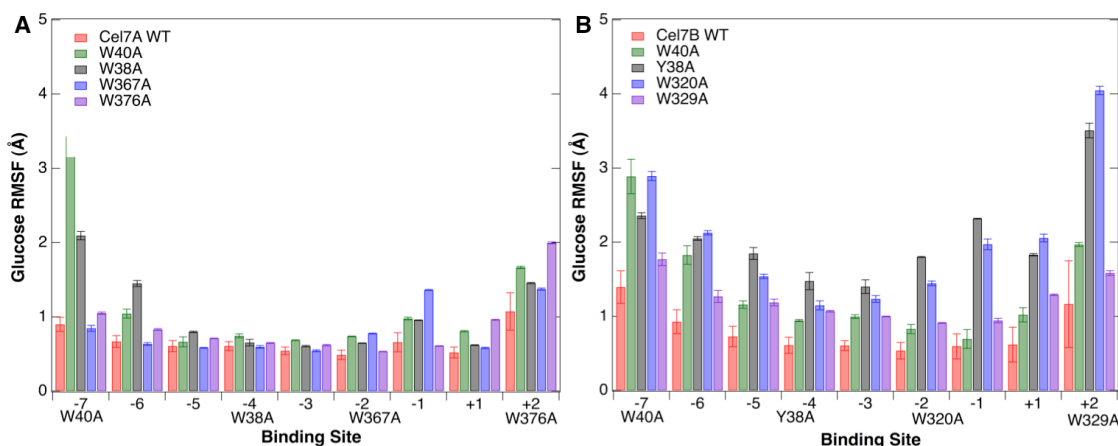 A
5
4
3
2
1
0
Glucose RMSF (Å)
Cel7A WT
W40A
W38A
W367A
W376A
-7 -6 -5 -4 -3 -2 -1 +1 +2
W40A W38A W367A W376A
Binding Site
B
5
4
3
2
1
0
Glucose RMSF (Å)
Cel7B WT
W40A
Y38A
W320A
W329A
-7 -6 -5 -4 -3 -2 -1 +1 +2
W40A Y38A W320A W329A
Binding Site